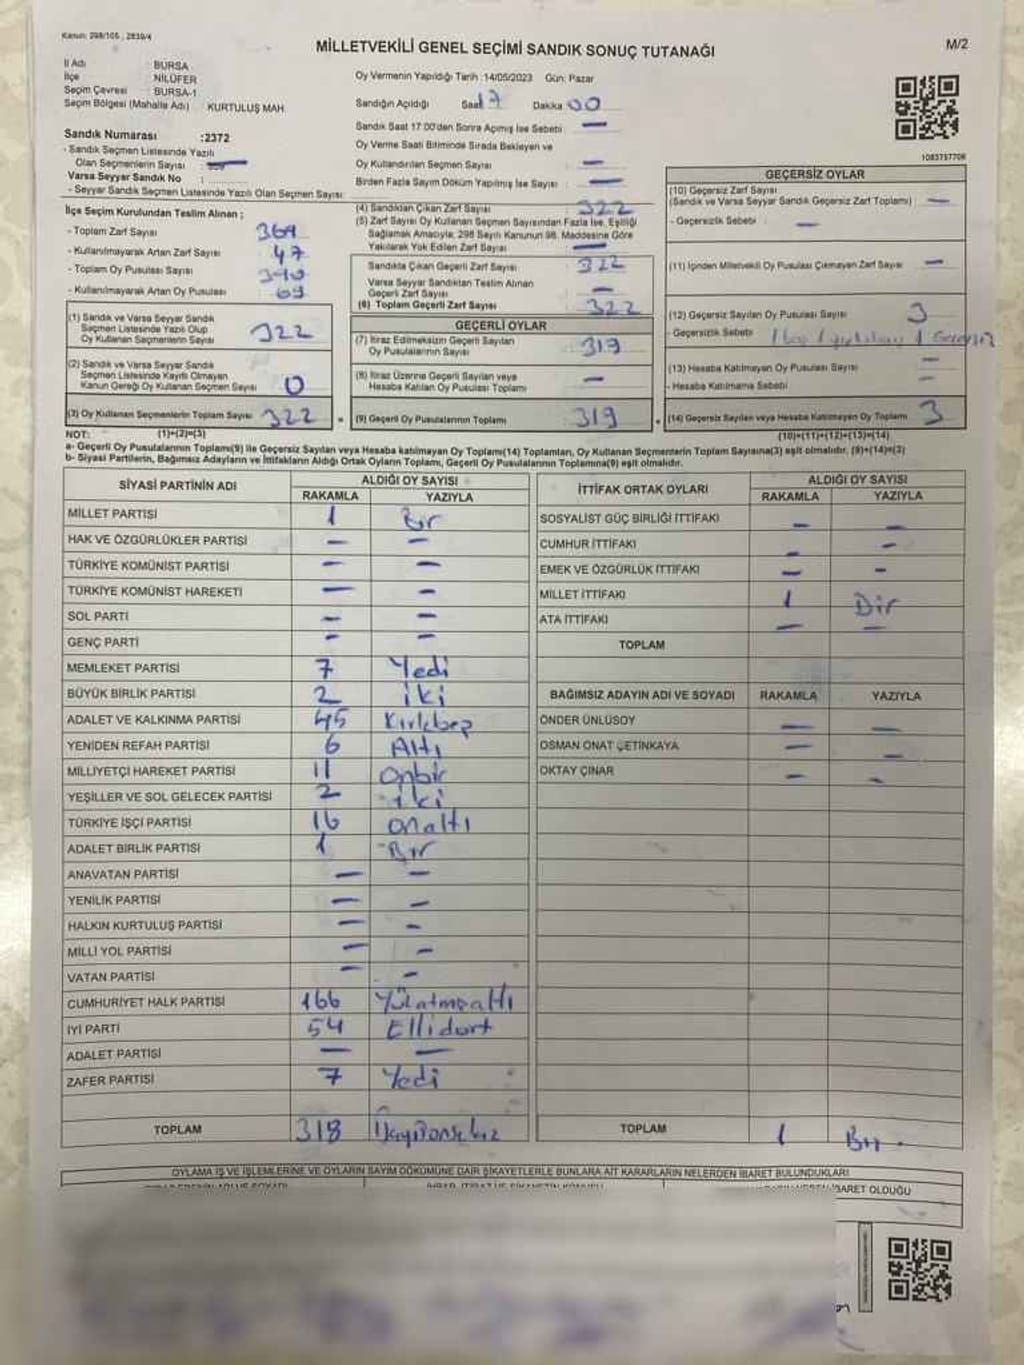 Kanun: 298/105 , 2839/4
MİLLETVEKİLİ GENEL SEÇİMİ SANDIK SONUÇ TUTANAĞI
M/2
İl Adı : BURSA
İlçe : NİLÜFER
Seçim Çevresi : BURSA-1
Seçim Bölgesi (Mahalle Adı) KURTULUŞ MAH.
Sandık Numarası :2372
- Sandık Seçmen Listesinde Yazılı
Olan Seçmenlerin Sayısı :
Varsa Seyyar Sandık No :
- Seyyar Sandık Seçmen Listesinde Yazılı Olan Seçmen Sayısı:
Oy Vermenin Yapıldığı Tarih :14/05/2023 Gün: Pazar
Sandığın Açıldığı Saat 17 Dakika 00
Sandık Saat 17:00'den Sonra Açılmış İse Sebebi : —
Oy Verme Saati Bitiminde Sırada Bekleyen ve
Oy Kullandırılan Seçmen Sayısı : —
Birden Fazla Sayım Döküm Yapılmış İse Sayısı : —
1083757706
İlçe Seçim Kurulundan Teslim Alınan ;
- Toplam Zarf Sayısı : 369
- Kullanılmayarak Artan Zarf Sayısı : 47
- Toplam Oy Pusulası Sayısı : 390
- Kullanılmayarak Artan Oy Pusulası : 69
(1) Sandık ve Varsa Seyyar Sandık
Seçmen Listesinde Yazılı Olup
Oy Kullanan Seçmenlerin Sayısı : 322
(2) Sandık ve Varsa Seyyar Sandık
Seçmen Listesinde Kayıtlı Olmayan
Kanun Gereği Oy Kullanan Seçmen Sayısı : 0
(3) Oy Kullanan Seçmenlerin Toplam Sayısı : 322
(4) Sandıktan Çıkan Zarf Sayısı : 322
(5) Zarf Sayısı Oy Kullanan Seçmen Sayısından Fazla İse, Eşitliği
Sağlamak Amacıyla, 298 Sayılı Kanunun 98. Maddesine Göre
Yakılarak Yok Edilen Zarf Sayısı : —
Sandıkta Çıkan Geçerli Zarf Sayısı : 322
Varsa Seyyar Sandıktan Teslim Alınan
Geçerli Zarf Sayısı : —
(6) Toplam Geçerli Zarf Sayısı : 322
GEÇERLİ OYLAR
(7) İtiraz Edilmeksizin Geçerli Sayılan
Oy Pusulalarının Sayısı : 319
(8) İtiraz Üzerine Geçerli Sayılan veya
Hesaba Katılan Oy Pusulası Toplamı : —
= (9) Geçerli Oy Pusulalarının Toplamı : 319
GEÇERSİZ OYLAR
(10) Geçersiz Zarf Sayısı
(Sandık ve Varsa Seyyar Sandık Geçersiz Zarf Toplamı) : —
- Geçersizlik Sebebi : —
(11) İçinden Milletvekili Oy Pusulası Çıkmayan Zarf Sayısı : —
(12) Geçersiz Sayılan Oy Pusulası Sayısı : 3
- Geçersizlik Sebebi :
(13) Hesaba Katılmayan Oy Pusulası Sayısı : —
- Hesaba Katılmama Sebebi : —
+ (14) Geçersiz Sayılan veya Hesaba Katılmayan Oy Toplamı : 3
NOT: (1)+(2)=(3)
(10)+(11)+(12)+(13)=(14)
a- Geçerli Oy Pusulalarının Toplamı(9) ile Geçersiz Sayılan veya Hesaba katılmayan Oy Toplamı(14) Toplamları, Oy Kullanan Seçmenlerin Toplam Sayısına(3) eşit olmalıdır. (9)+(14)=(3)
b- Siyasi Partilerin, Bağımsız Adayların ve İttifakların Aldığı Ortak Oyların Toplamı, Geçerli Oy Pusulalarının Toplamına(9) eşit olmalıdır.
SİYASİ PARTİNİN ADI ALDIĞI OY SAYISI
RAKAMLA YAZIYLA
MİLLET PARTİSİ 1 Bir
HAK VE ÖZGÜRLÜKLER PARTİSİ — —
TÜRKİYE KOMÜNİST PARTİSİ — —
TÜRKİYE KOMÜNİST HAREKETİ — —
SOL PARTİ — —
GENÇ PARTİ — —
MEMLEKET PARTİSİ 7 Yedi
BÜYÜK BİRLİK PARTİSİ 2 iki
ADALET VE KALKINMA PARTİSİ 45 Kırkbeş
YENİDEN REFAH PARTİSİ 6 Altı
MİLLİYETÇİ HAREKET PARTİSİ 11 Onbir
YEŞİLLER VE SOL GELECEK PARTİSİ 2 iki
TÜRKİYE İŞÇİ PARTİSİ 16 onaltı
ADALET BİRLİK PARTİSİ 1 Bir
ANAVATAN PARTİSİ — —
YENİLİK PARTİSİ — —
HALKIN KURTULUŞ PARTİSİ — —
MİLLİ YOL PARTİSİ — —
VATAN PARTİSİ — —
CUMHURİYET HALK PARTİSİ 166 Yüzatmışaltı
İYİ PARTİ 54 Ellidört
ADALET PARTİSİ — —
ZAFER PARTİSİ 7 Yedi
TOPLAM 318
İTTİFAK ORTAK OYLARI ALDIĞI OY SAYISI
RAKAMLA YAZIYLA
SOSYALİST GÜÇ BİRLİĞİ İTTİFAKI — —
CUMHUR İTTİFAKI — —
EMEK VE ÖZGÜRLÜK İTTİFAKI — —
MİLLET İTTİFAKI 1 Bir
ATA İTTİFAKI — —
TOPLAM
BAĞIMSIZ ADAYIN ADI VE SOYADI RAKAMLA YAZIYLA
ÖNDER ÜNLÜSOY — —
OSMAN ONAT ÇETİNKAYA — —
OKTAY ÇINAR — —
TOPLAM 1 Bir
OYLAMA İŞ VE İŞLEMLERİNE VE OYLARIN SAYIM DÖKÜMÜNE DAİR ŞİKAYETLERLE BUNLARA AİT KARARLARIN NELERDEN İBARET BULUNDUKLARI
İBARET OLDUĞU